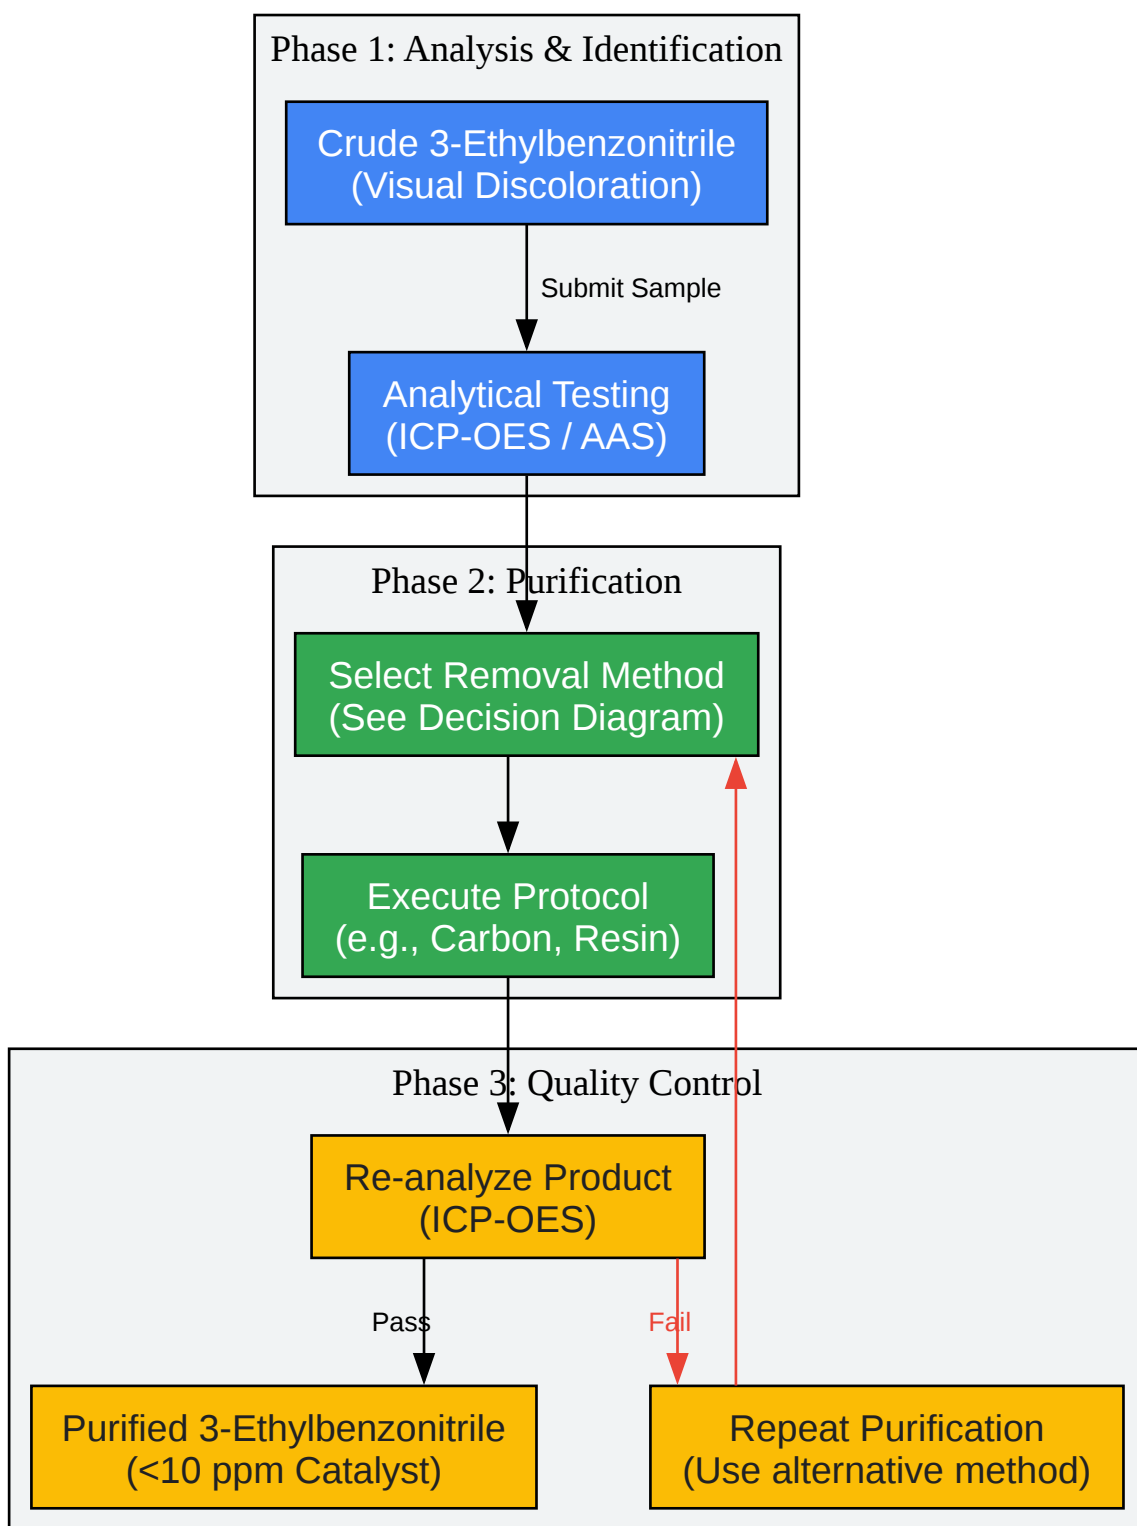 Phase 1: Analysis & Identification
Crude 3-Ethylbenzonitrile
(Visual Discoloration)
Submit Sample
Analytical Testing
(ICP-OES / AAS)
Phase 2: Purification
Select Removal Method
(See Decision Diagram)
Execute Protocol
(e.g., Carbon, Resin)
Phase 3: Quality Control
Re-analyze Product
(ICP-OES)
Pass
Fail
Purified 3-Ethylbenzonitrile
(<10 ppm Catalyst)
Repeat Purification
(Use alternative method)